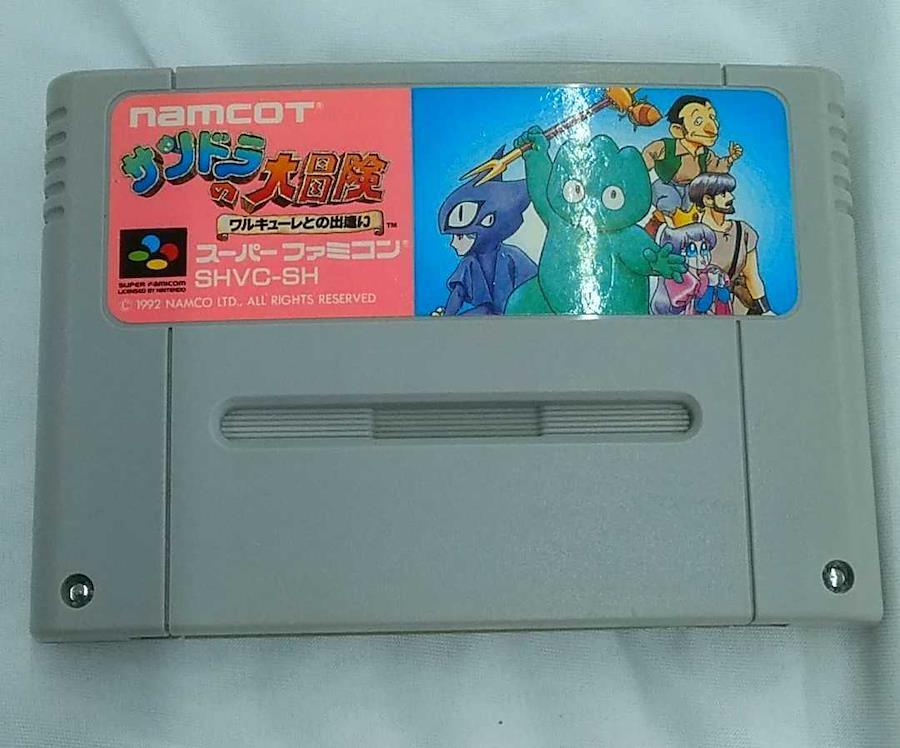 namcoT®
サンドラの大冒険
ワルキューレとの出逢い™
スーパーファミコン®
SHVC-SH
SUPER FAMICOM
LICENSED BY NINTENDO
© 1992 NAMCO LTD., ALL RIGHTS RESERVED